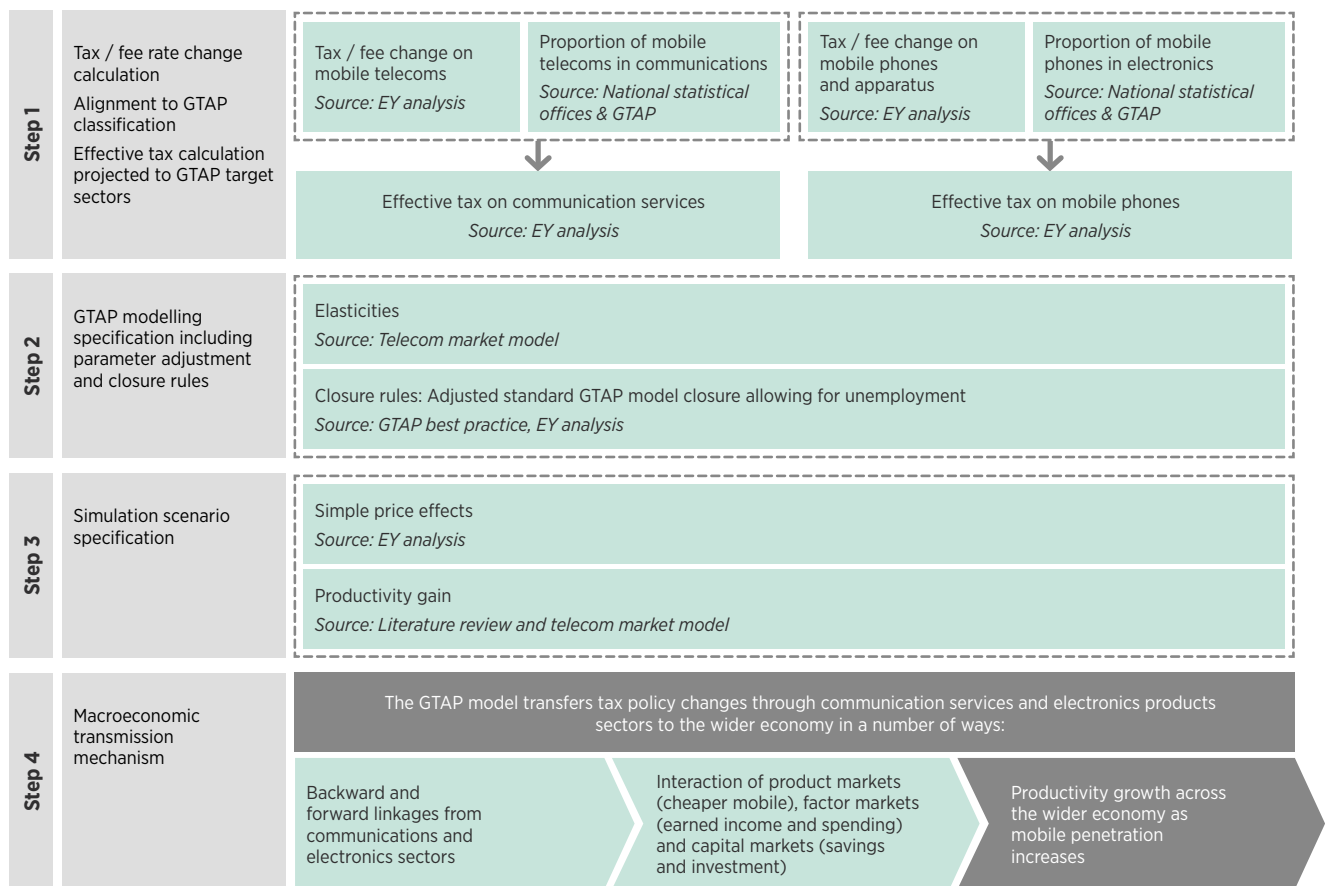 Step 1
Tax / fee rate change
calculation
Alignment to GTAP
classification
Effective tax calculation
projected to GTAP target
sectors
Tax / fee change on
mobile telecoms
Source: EY analysis
Proportion of mobile
telecoms in communications
Source: National statistical
offices & GTAP
Tax / fee change on
mobile phones
and apparatus
Source: EY analysis
Proportion of mobile
phones in electronics
Source: National statistical
offices & GTAP
Effective tax on communication services
Source: EY analysis
Effective tax on mobile phones
Source: EY analysis
Step 2
GTAP modelling
specification including
parameter adjustment
and closure rules
Elasticities
Source: Telecom market model
Closure rules: Adjusted standard GTAP model closure allowing for unemployment
Source: GTAP best practice, EY analysis
Step 3
Simulation scenario
specification
Simple price effects
Source: EY analysis
Productivity gain
Source: Literature review and telecom market model
Step 4
Macroeconomic
transmission
mechanism
The GTAP model transfers tax policy changes through communication services and electronics products
sectors to the wider economy in a number of ways:
Backward and
forward linkages from
communications and
electronics sectors
Interaction of product markets
(cheaper mobile), factor markets
(earned income and spending)
and capital markets (savings
and investment)
Productivity growth across
the wider economy as
mobile penetration
increases